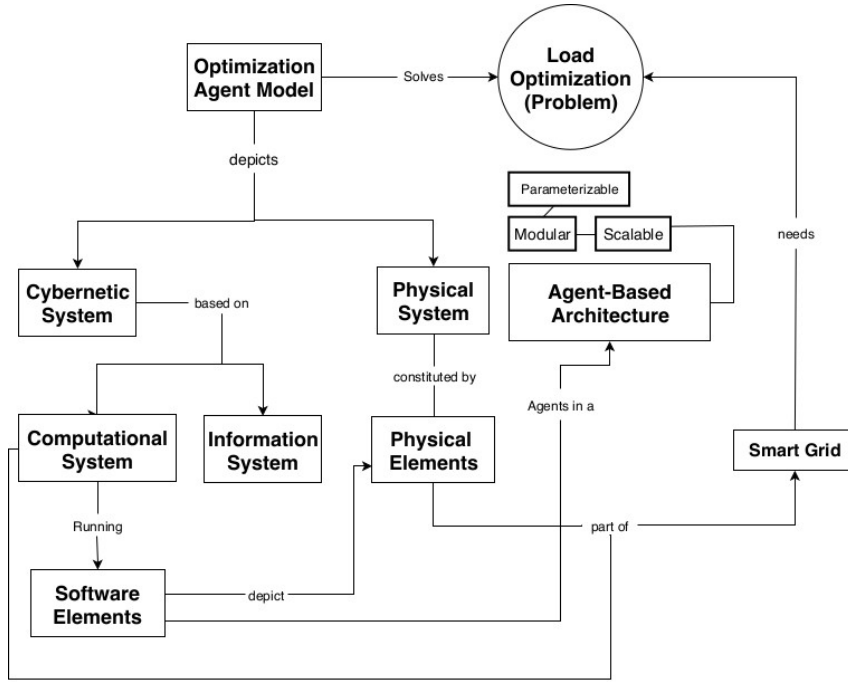 Optimization
Agent Model
Solves
Load
Optimization
(Problem)
depicts
Parameterizable
Modular
Scalable
needs
Cybernetic
System
based on
Physical
System
Agent-Based
Architecture
constituted by
Agents in a
Computational
System
Information
System
Physical
Elements
Smart Grid
Running
part of
Software
Elements
depict